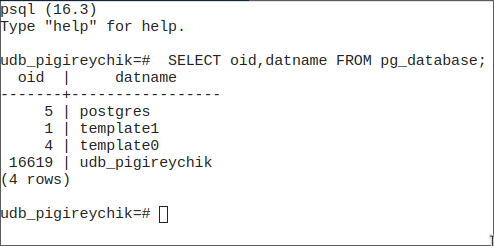 psql (16.3)
Type "help" for help.
udb_pigireychik=#  SELECT oid,datname FROM pg_database;
  oid  |     datname
-------+-----------------
     5 | postgres
     1 | template1
     4 | template0
 16619 | udb_pigireychik
(4 rows)
udb_pigireychik=#